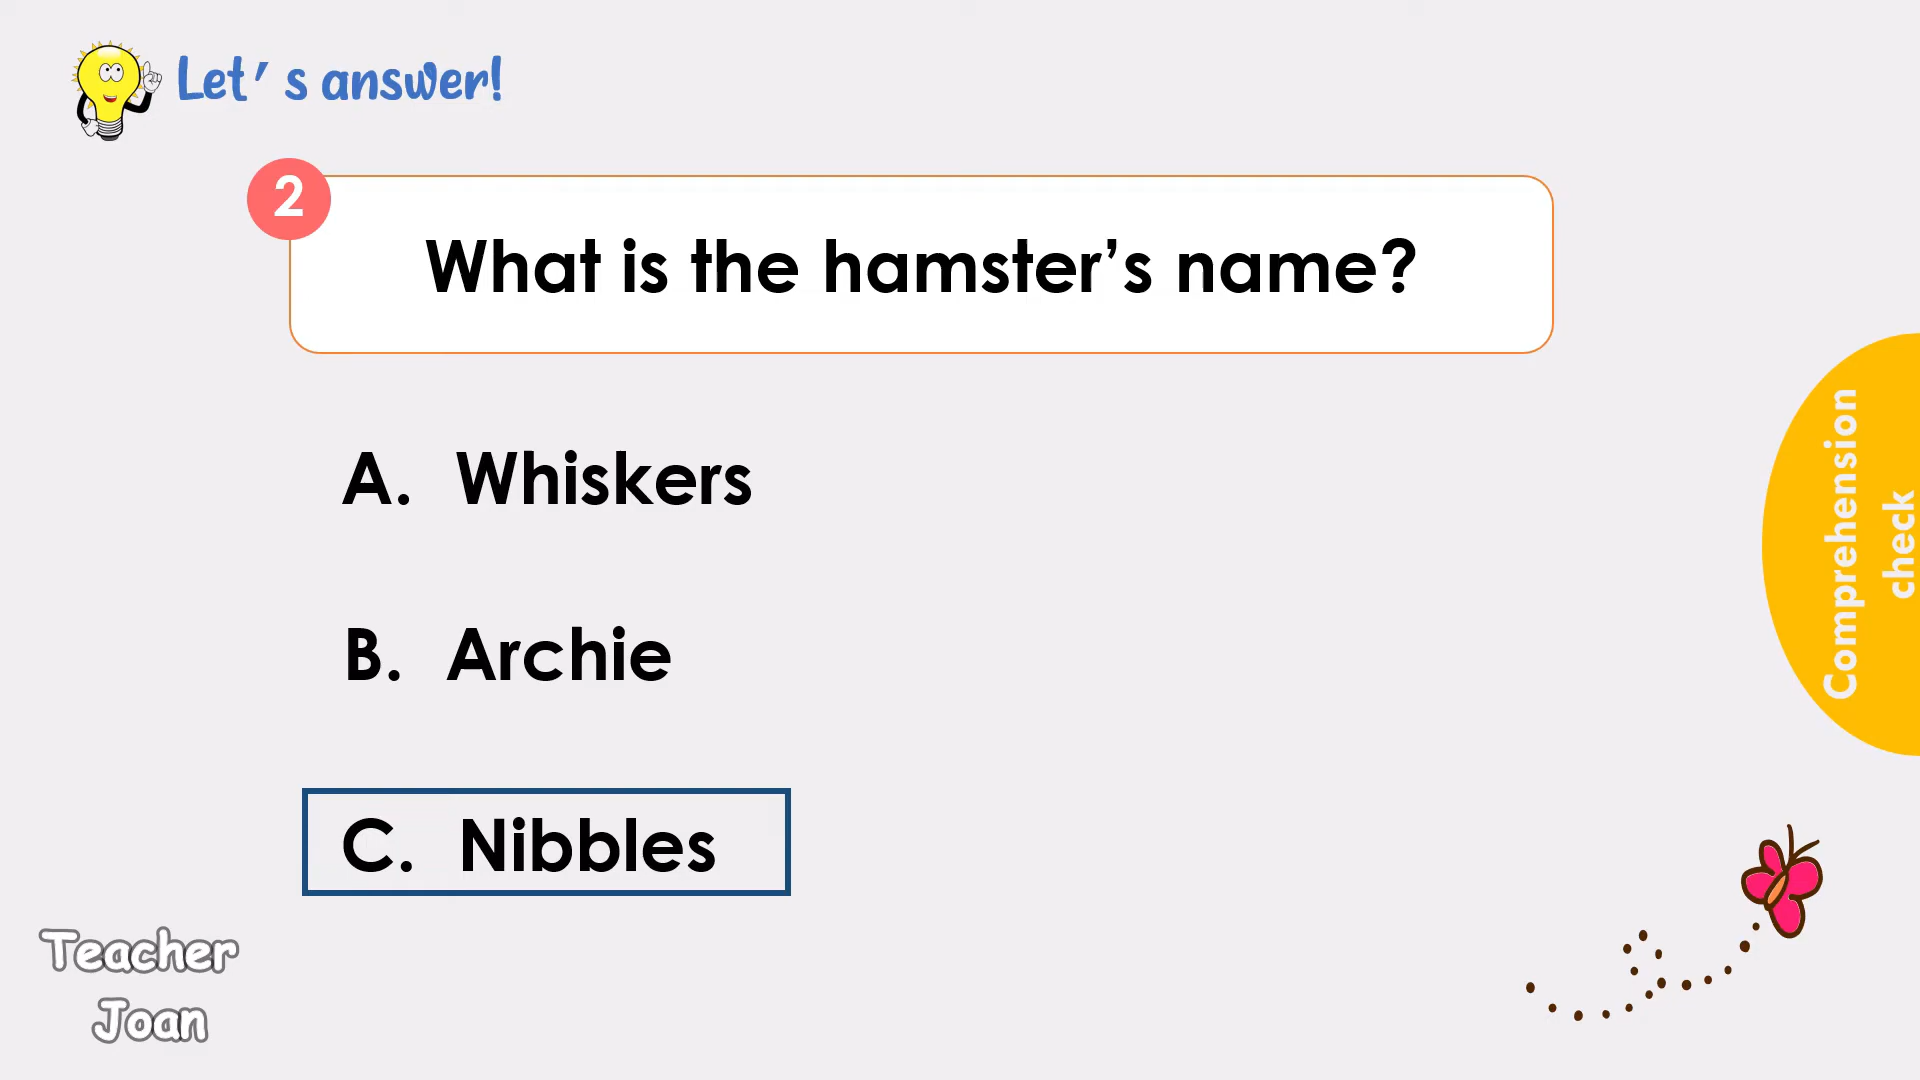 Let's answer!
2
What is the hamster’s name?
A. Whiskers
B. Archie
C. Nibbles
Comprehension
check
Teacher
Joan